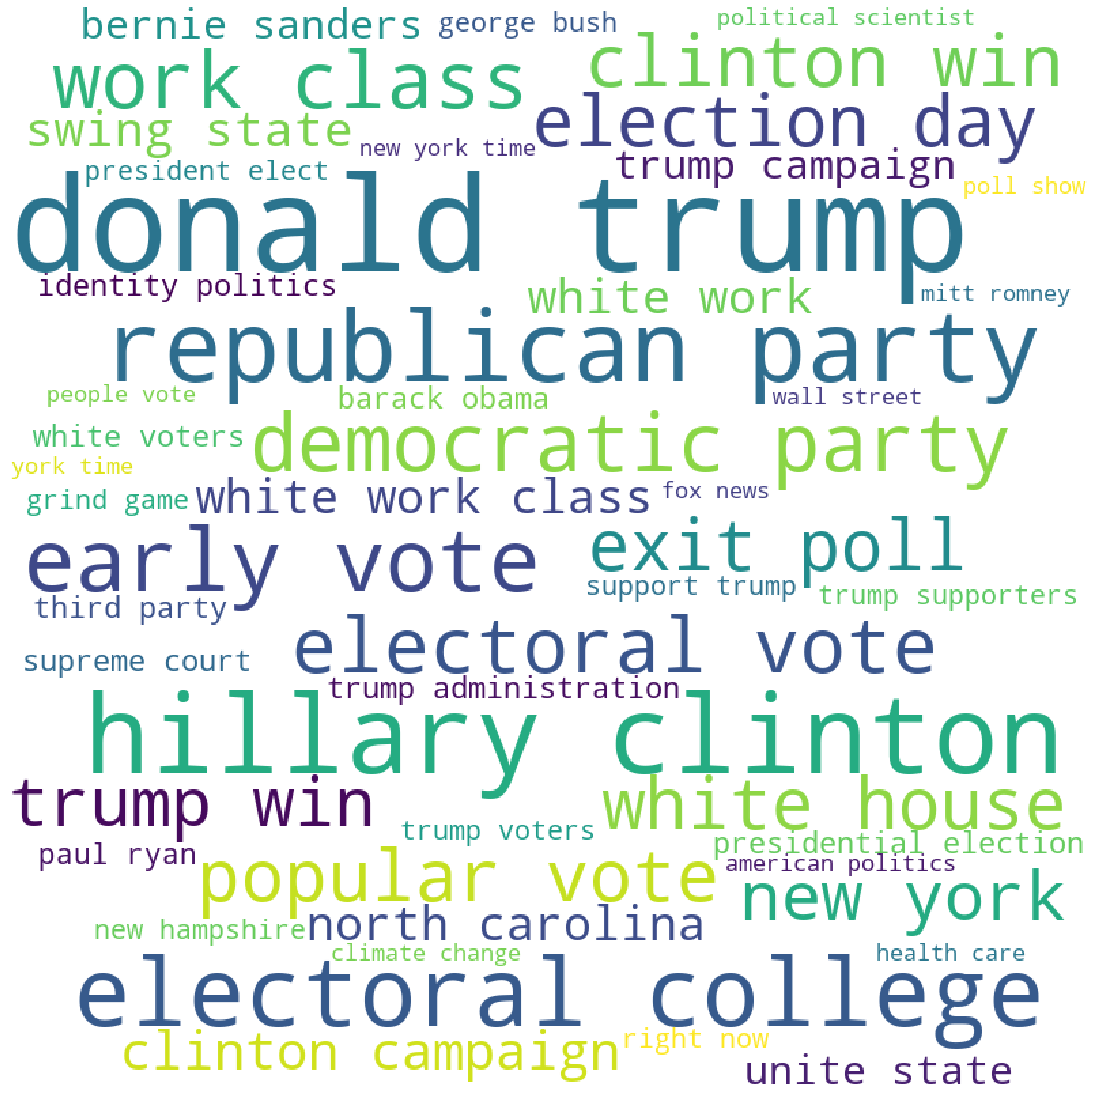 bernie sanders
george bush
political scientist
work class
clinton win
swing state
election day
new york time
president elect
trump campaign
poll show
donald trump
identity politics
white work
mitt romney
republican party
people vote
barack obama
wall street
white voters
democratic party
york time
grind game
white work class
fox news
early vote
exit poll
support trump
trump supporters
third party
electoral vote
supreme court
trump administration
hillary clinton
trump win
white house
trump voters
presidential election
paul ryan
popular vote
american politics
new york
new hampshire
north carolina
climate change
health care
electoral college
clinton campaign
right now
unite state